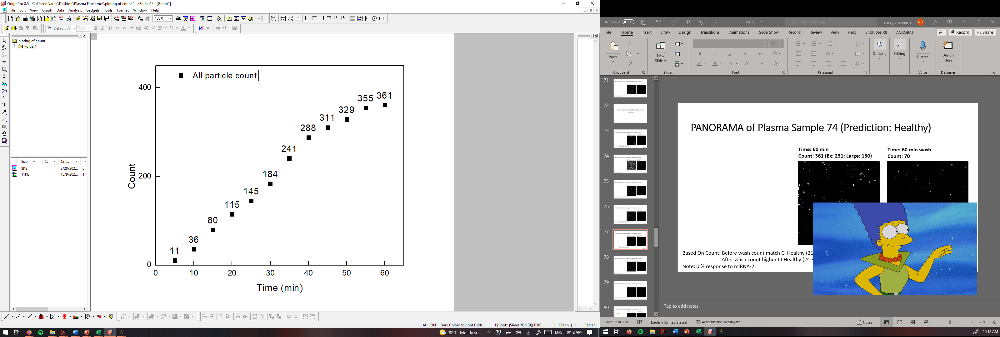 OriginPro 8.5 - C:\Users\Nareg\Desktop\Plasma Exosomes\ploting of count * - /Folder1/ - [Graph1]
File Edit View Graph Data Analysis Gadgets Tools Format Window Help
100%
Default: A 0 B I U
ploting of count
Folder1
Size C. Cre...
8KB 2/28/202... 0
11KB 10/9/202... 1
1
All particle count
400
200
0
Count
11
36
80
115
145
184
241
288
311
329
355
361
0 10 20 30 40 50 60
Time (min)
AU : ON Dark Colors & Light Grids 1:[Book1]Sheet1!Col(B)[1:30] 1:[Graph1]1!1 Radian
82°F Mostly su... ENG 10:12 AM
AutoSave Off 04-20... Search (Alt+Q) nareg ohannesian NO
File Home Insert Draw Design Transitions Animations Slide Show Record Review View Help EndNote X8 ACROBAT Record Share
Paste
New Slide
18
B I U S ab AV
Aa A A
Drawing
Editing
Dictate
Design Ideas
Clipboard Slides Font Paragraph Voice Designer
71
72
73
74
75
76
77
78
79
80
PANORAMA of Plasma Sample 74 (Prediction: Healthy)
Time: 60 min
Count: 361 (Ex: 231; Large: 130)
Time: 60 min wash
Count: 70
Based On Count: Before wash count match CI Healthy (21
After wash count higher CI Healthy (24-3
Note: 0 % response to miRNA-21
Tap to add notes
Slide 77 of 110 English (United States) Accessibility: Investigate Notes 75%
10:12 AM